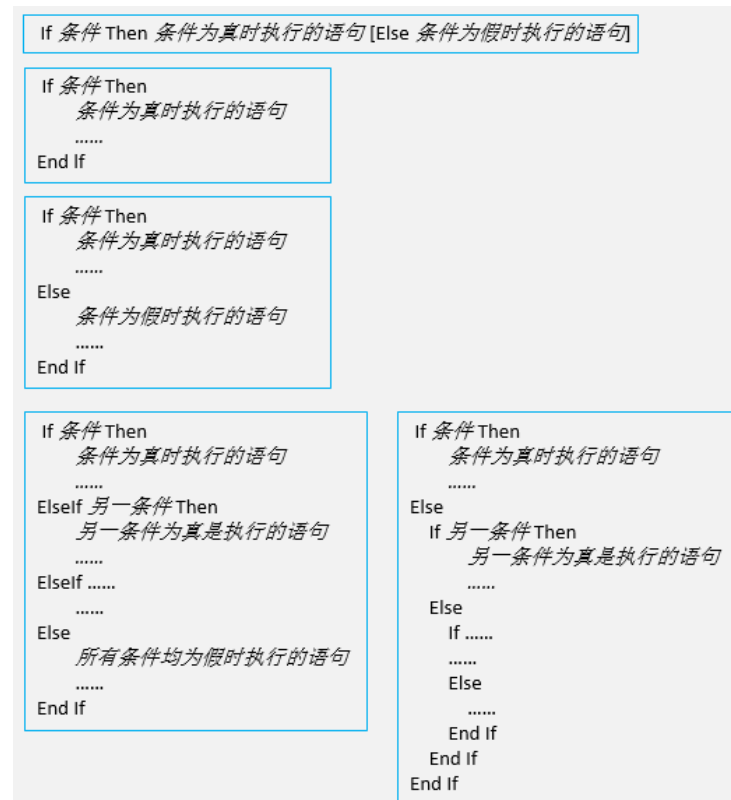 If 条件 Then 条件为真时执行的语句 [Else 条件为假时执行的语句]
If 条件 Then
条件为真时执行的语句
……
End If
If 条件 Then
条件为真时执行的语句
……
Else
条件为假时执行的语句
……
End If
If 条件 Then
条件为真时执行的语句
……
ElseIf 另一条件 Then
另一条件为真是执行的语句
……
ElseIf ……
……
Else
所有条件均为假时执行的语句
……
End If
If 条件 Then
条件为真时执行的语句
……
Else
If 另一条件 Then
另一条件为真是执行的语句
……
Else
If ……
……
Else
……
End If
End If
End If